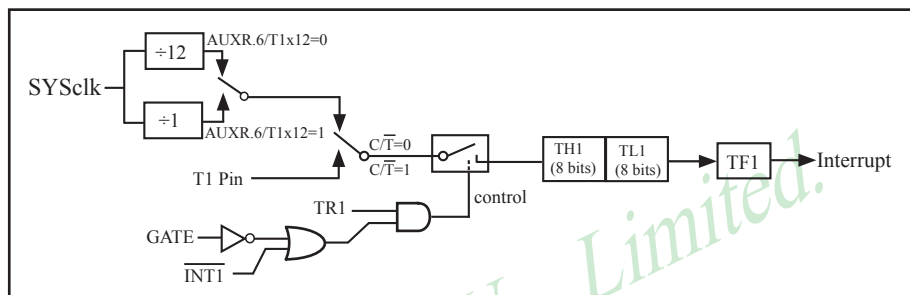 AUXR.6/T1x12=0
÷12
SYSclk
÷1
AUXR.6/T1x12=1
C/T̅=0
C/T̅=1
T1 Pin
TH1
(8 bits)
TL1
(8 bits)
TF1
Interrupt
control
TR1
GATE
I̅N̅T̅1̅
Limited.